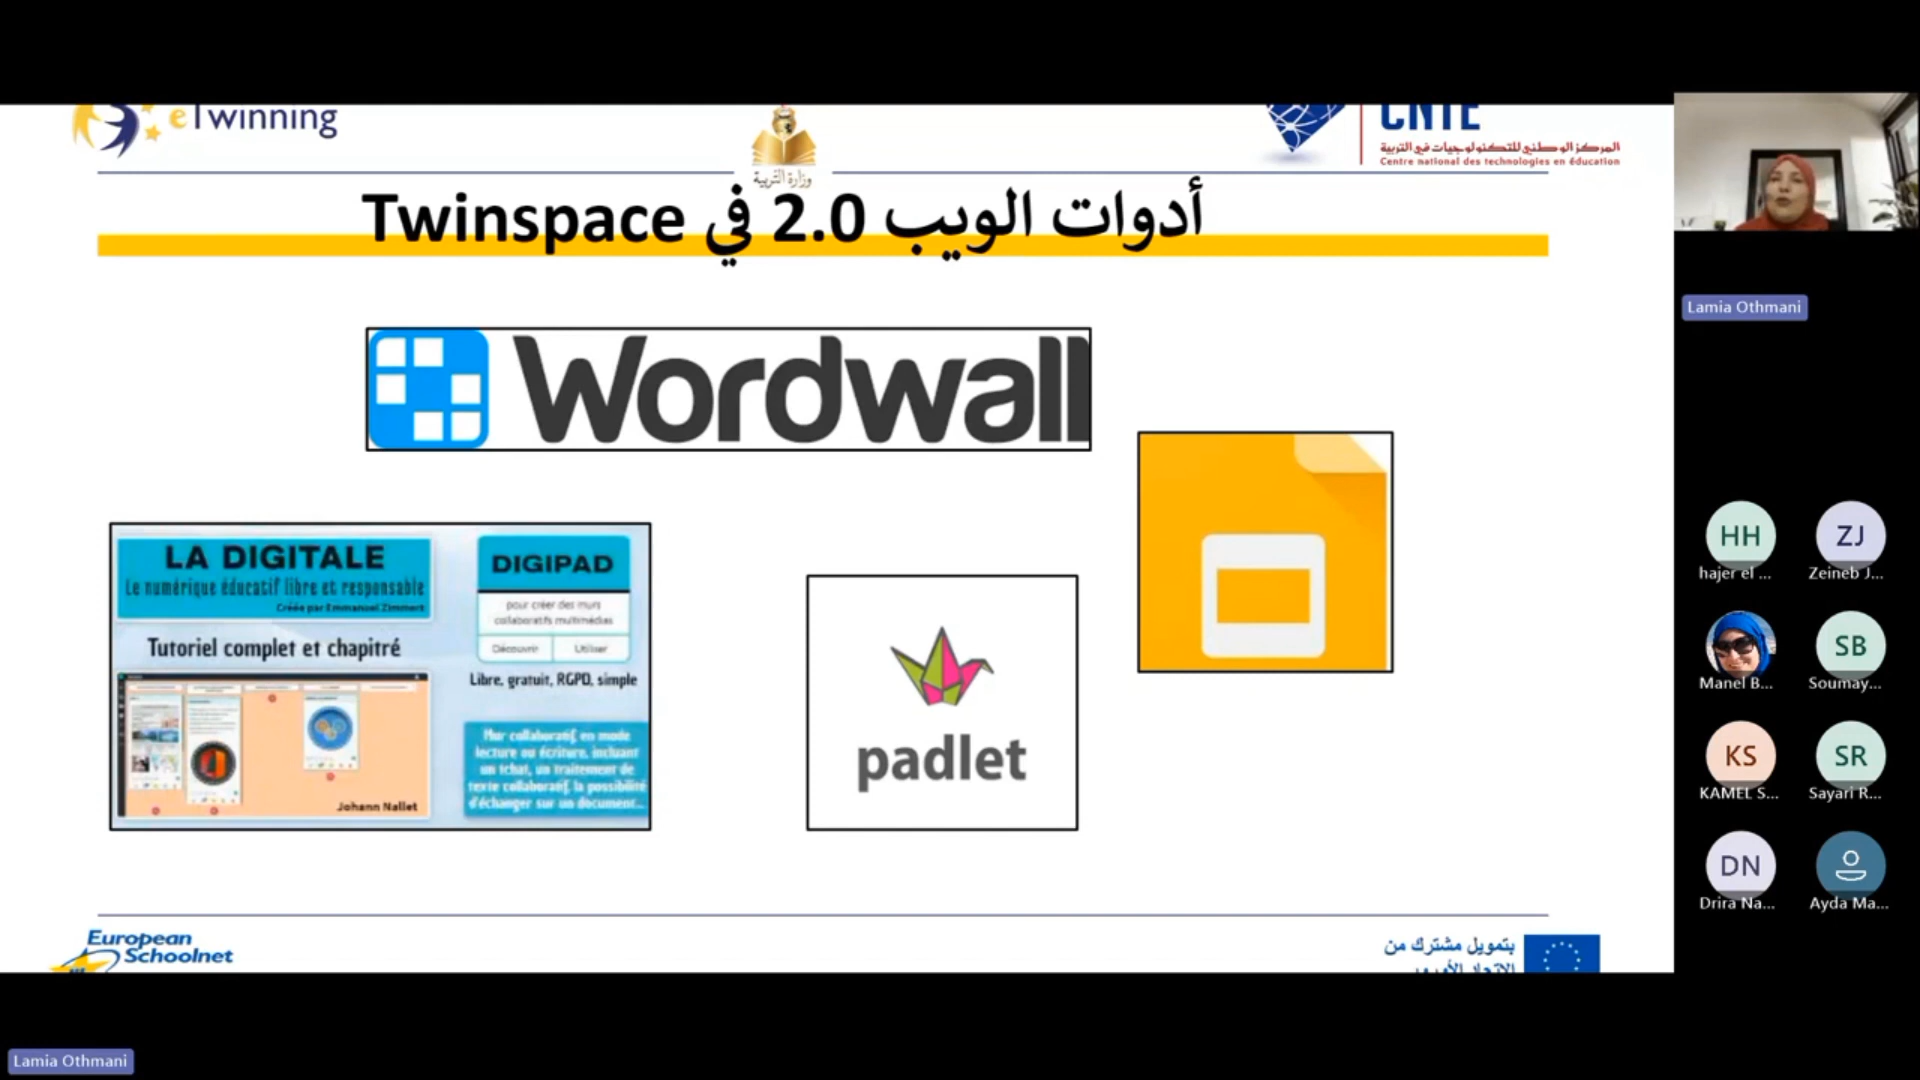 eTwinning
وزارة التربية
CNTE
المركز الوطني للتكنولوجيات في التربية
Centre national des technologies en éducation
أدوات الويب 2.0 في Twinspace
Wordwall
LA DIGITALE
Le numérique éducatif libre et responsable
Créée par Emmanuel Zimmert
Tutoriel complet et chapitré
Johann Nallet
DIGIPAD
pour créer des murs
collaboratifs multimédias
Découvrir
Utiliser
Libre, gratuit, RGPD, simple
Mur collaboratif en mode
lecture ou écriture, incluant
un tchat, un traitement de
texte collaboratif, la possibilité
d'échanger sur un document...
padlet
European
Schoolnet
بتمويل مشترك من
الاتحاد الأوروبي
Lamia Othmani
HH
hajer el ...
ZJ
Zeineb J...
Manel B...
SB
Soumay...
KS
KAMEL S...
SR
Sayari R...
DN
Drira Na...
Ayda Ma...
Lamia Othmani